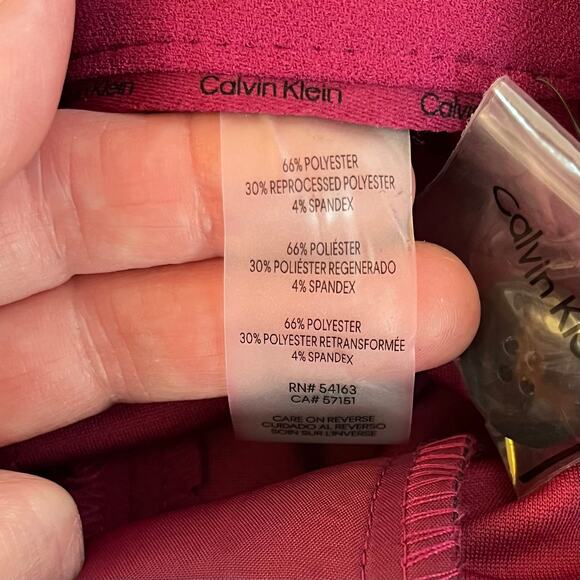 Calvin Klein
66% POLYESTER
30% REPROCESSED POLYESTER
4% SPANDEX
66% POLIÉSTER
30% POLIÉSTER REGENERADO
4% SPANDEX
66% POLYESTER
30% POLYESTER RETRANSFORMÉE
4% SPANDEX
RN# 54163
CA# 57151
CARE ON REVERSE
CUIDADO AL REVERSO
SOIN SUR L'INVERSE
Calvin